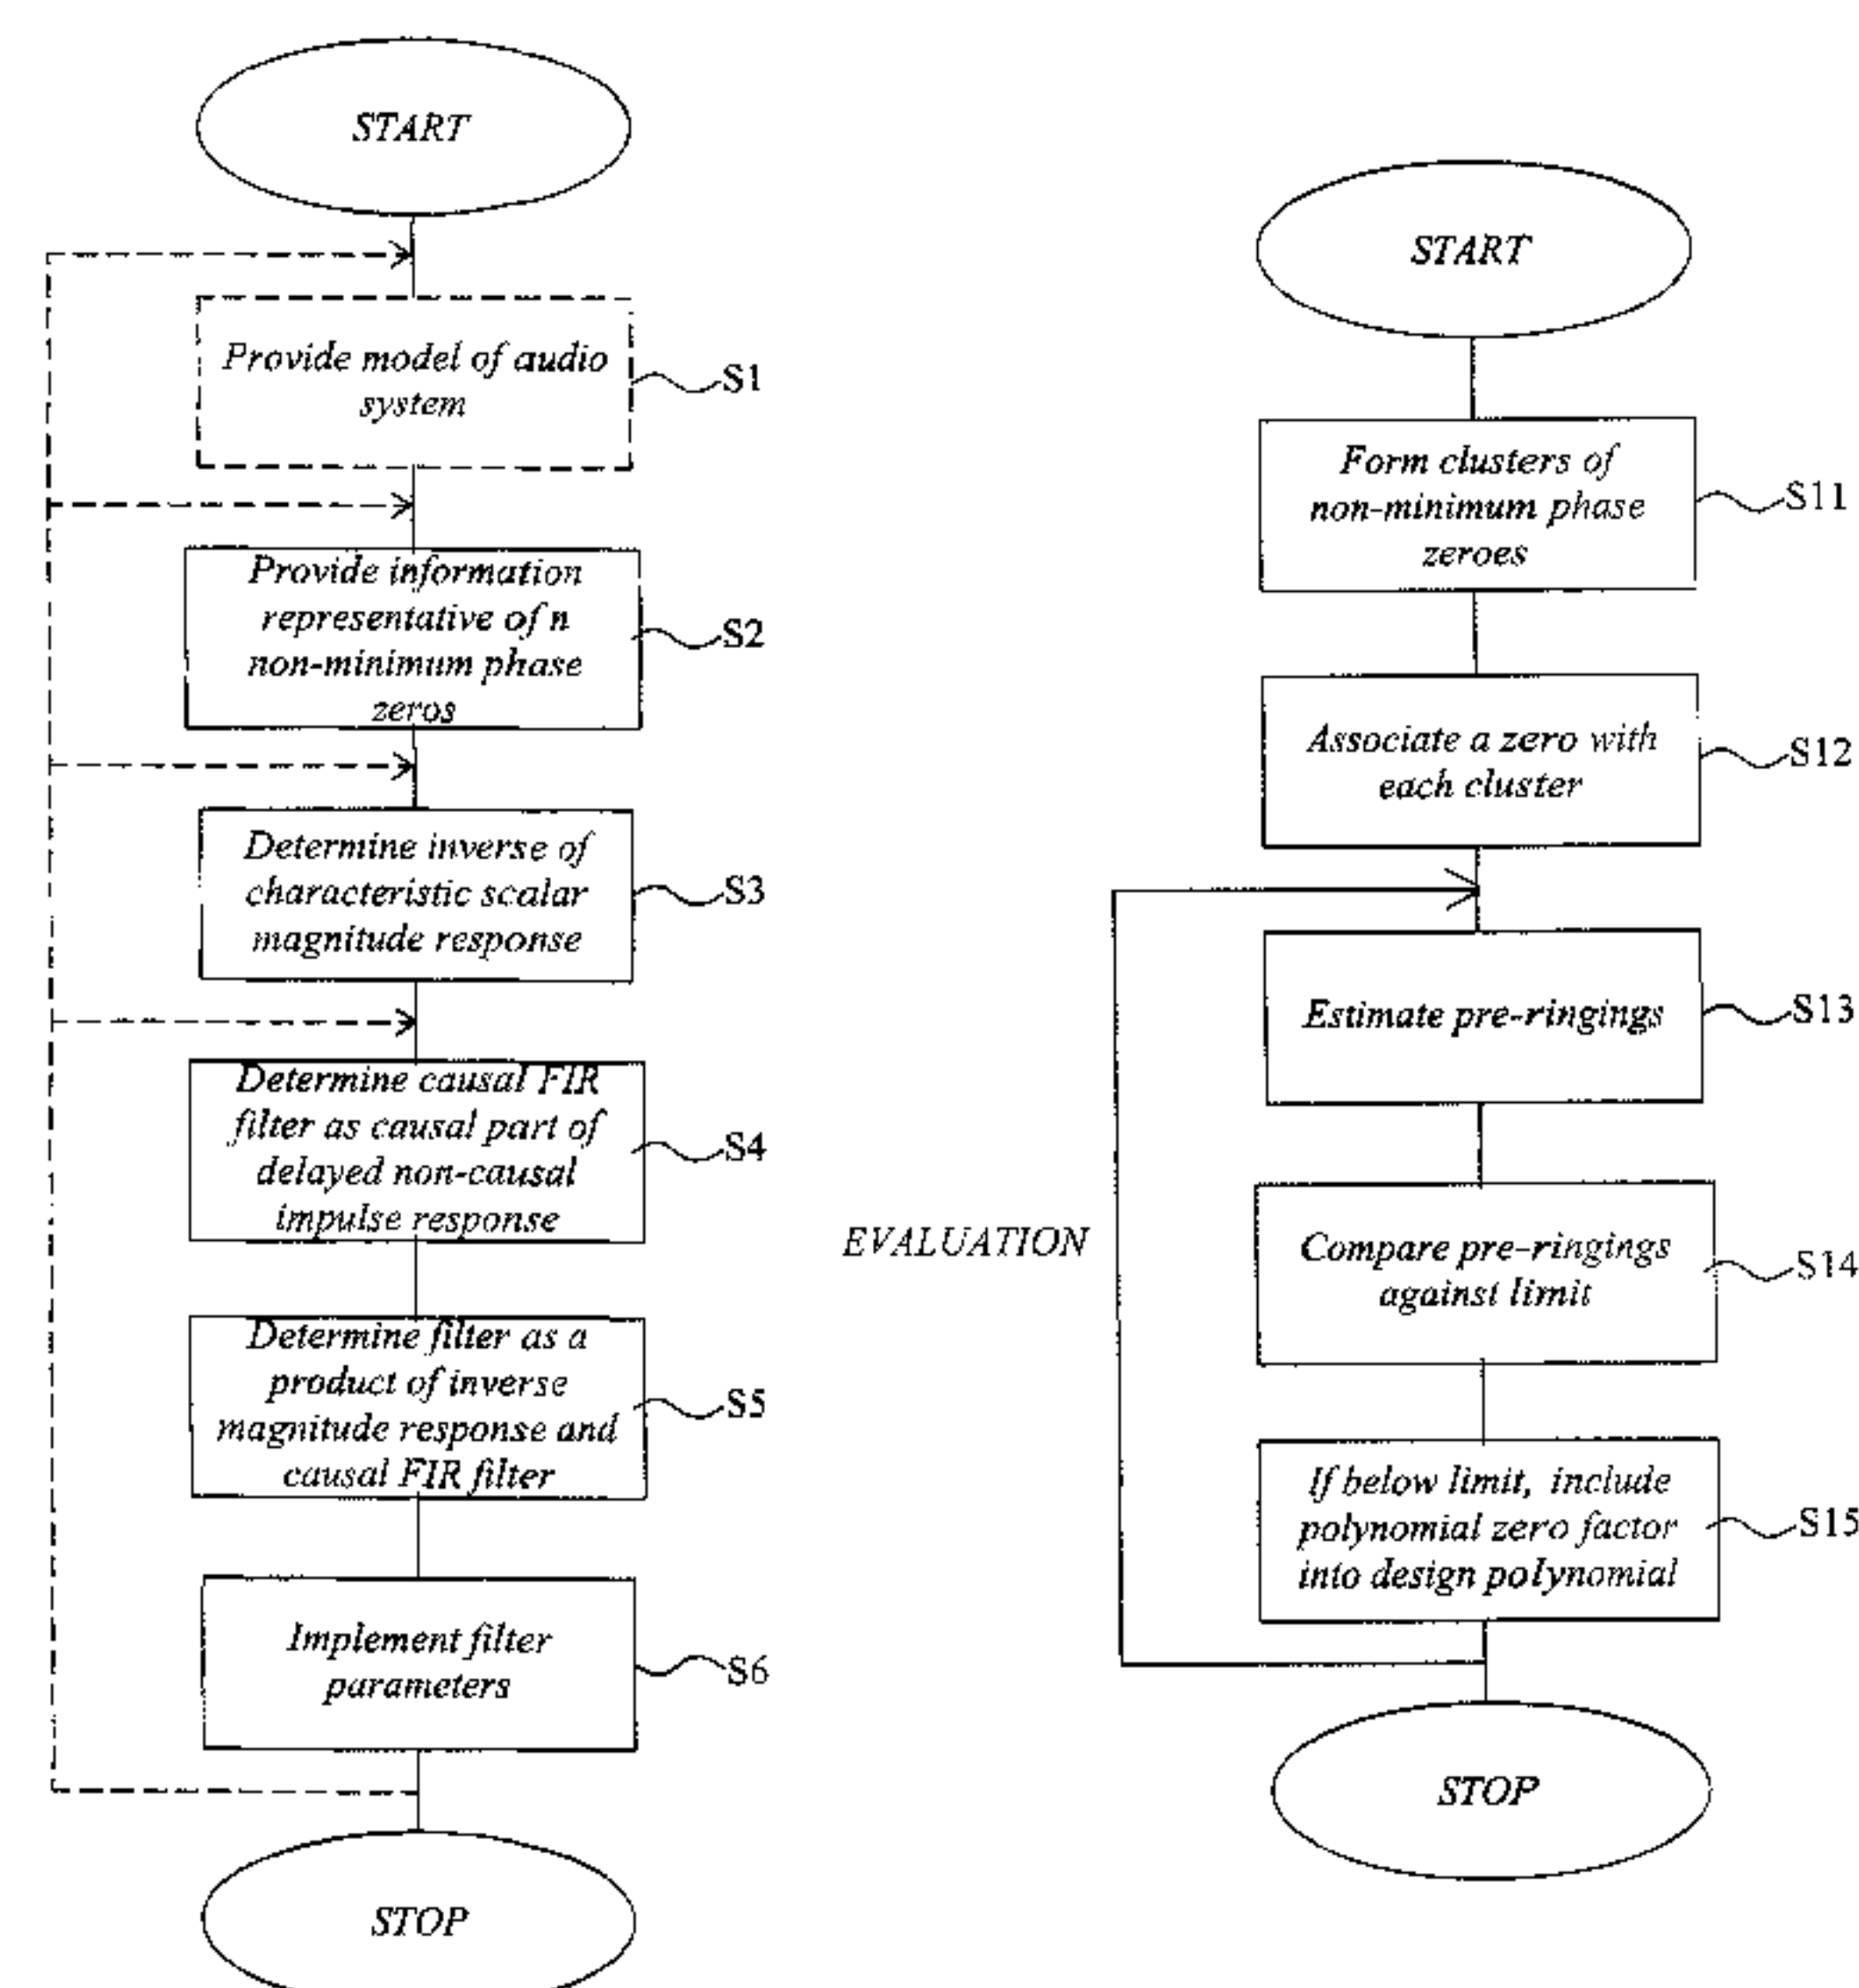 START
Provide model of audio
system
S1
Provide information
representative of n
non-minimum phase
zeros
S2
Determine inverse of
characteristic scalar
magnitude response
S3
Determine causal FIR
filter as causal part of
delayed non-causal
impulse response
S4
Determine filter as a
product of inverse
magnitude response and
causal FIR filter
S5
Implement filter
parameters
S6
STOP
START
Form clusters of
non-minimum phase
zeroes
S11
Associate a zero with
each cluster
S12
Estimate pre-ringings
S13
EVALUATION
Compare pre-ringings
against limit
S14
If below limit, include
polynomial zero factor
into design polynomial
S15
STOP